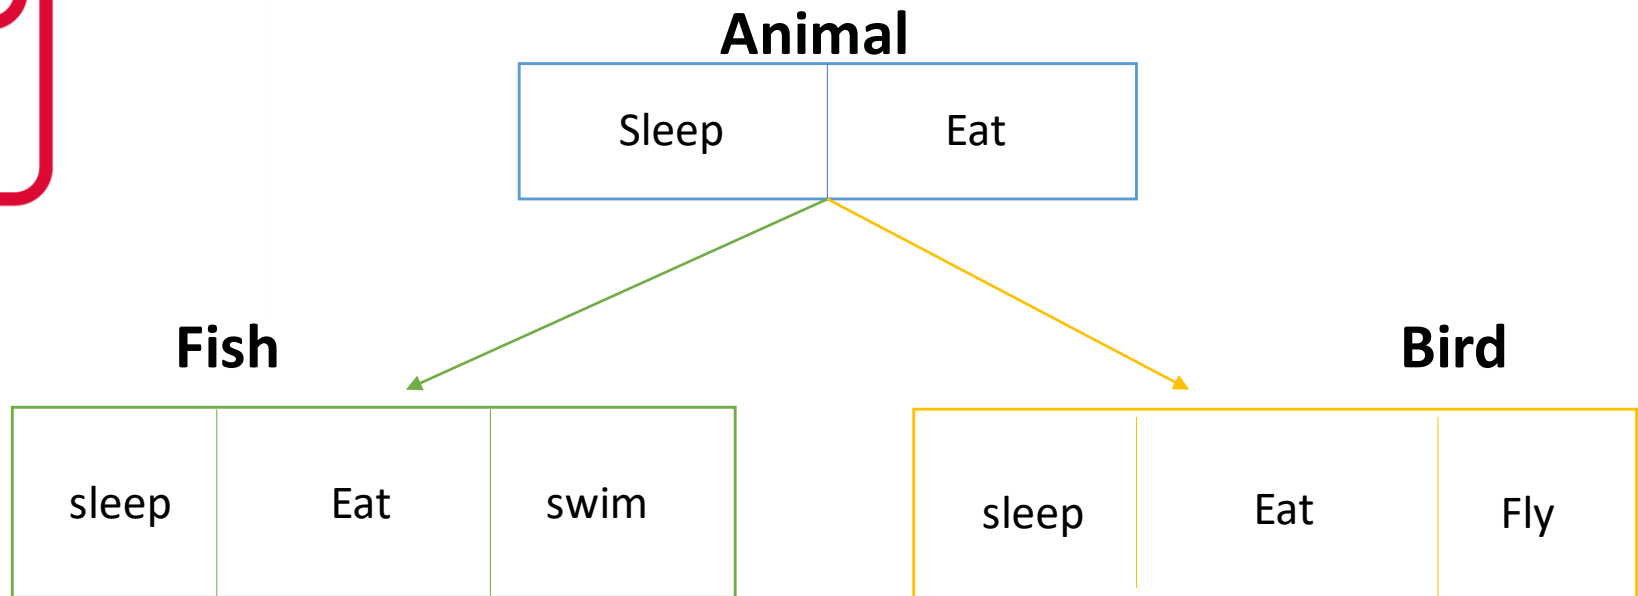 Animal
Sleep Eat
Fish Bird
sleep Eat swim
sleep Eat Fly